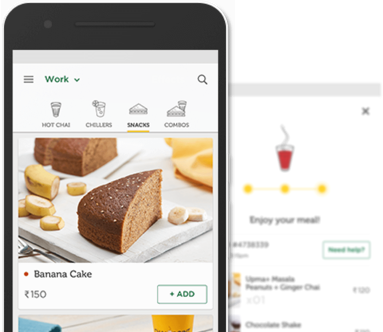 Work
HOT CHAI
CHILLERS
SNACKS
COMBOS
Banana Cake
₹150
+ ADD
Enjoy your meal!
#4738339
Need help?
Upma+ Masala
Peanuts + Ginger Chai
₹120
x01
Chocolate Shake